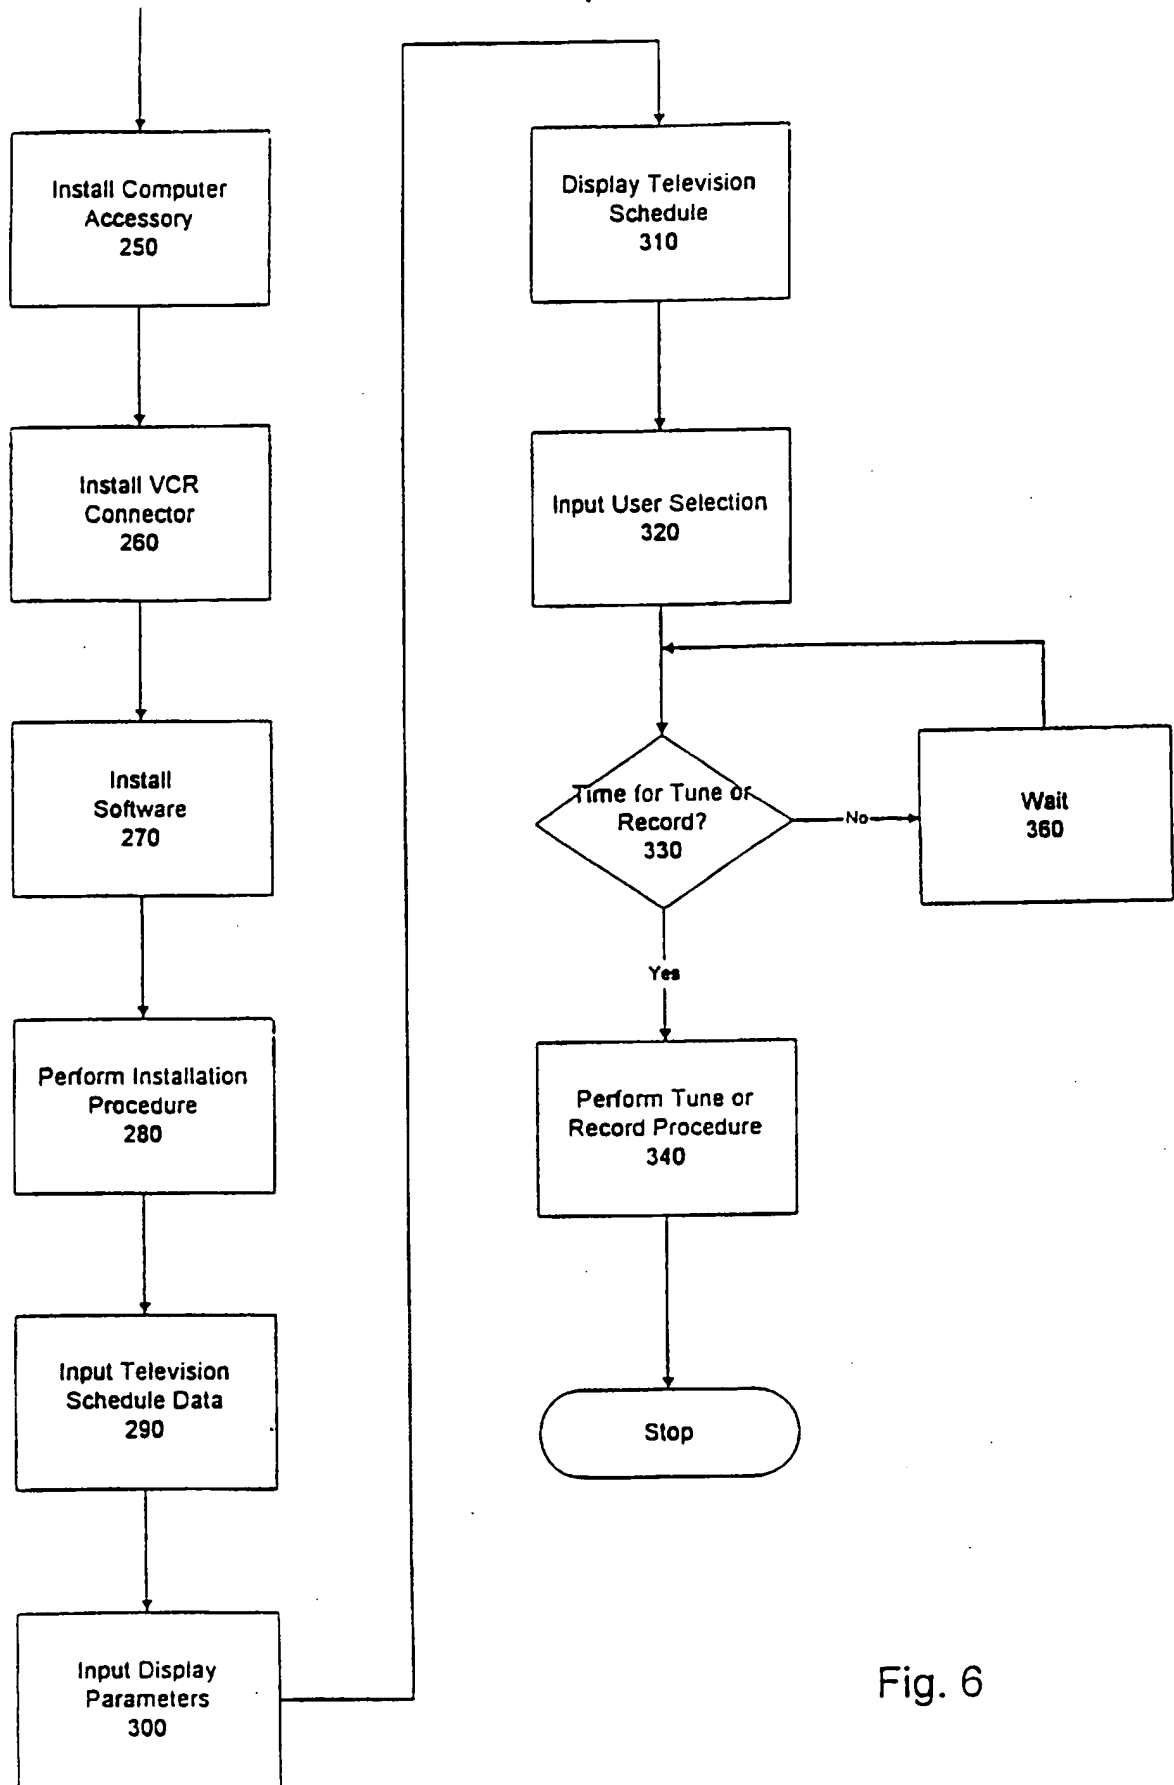 Install Computer
Accessory
250
Install VCR
Connector
260
Install
Software
270
Perform Installation
Procedure
280
Input Television
Schedule Data
290
Input Display
Parameters
300
Display Television
Schedule
310
Input User Selection
320
Time for Tune or
Record?
330
No
Wait
360
Yes
Perform Tune or
Record Procedure
340
Stop
Fig. 6